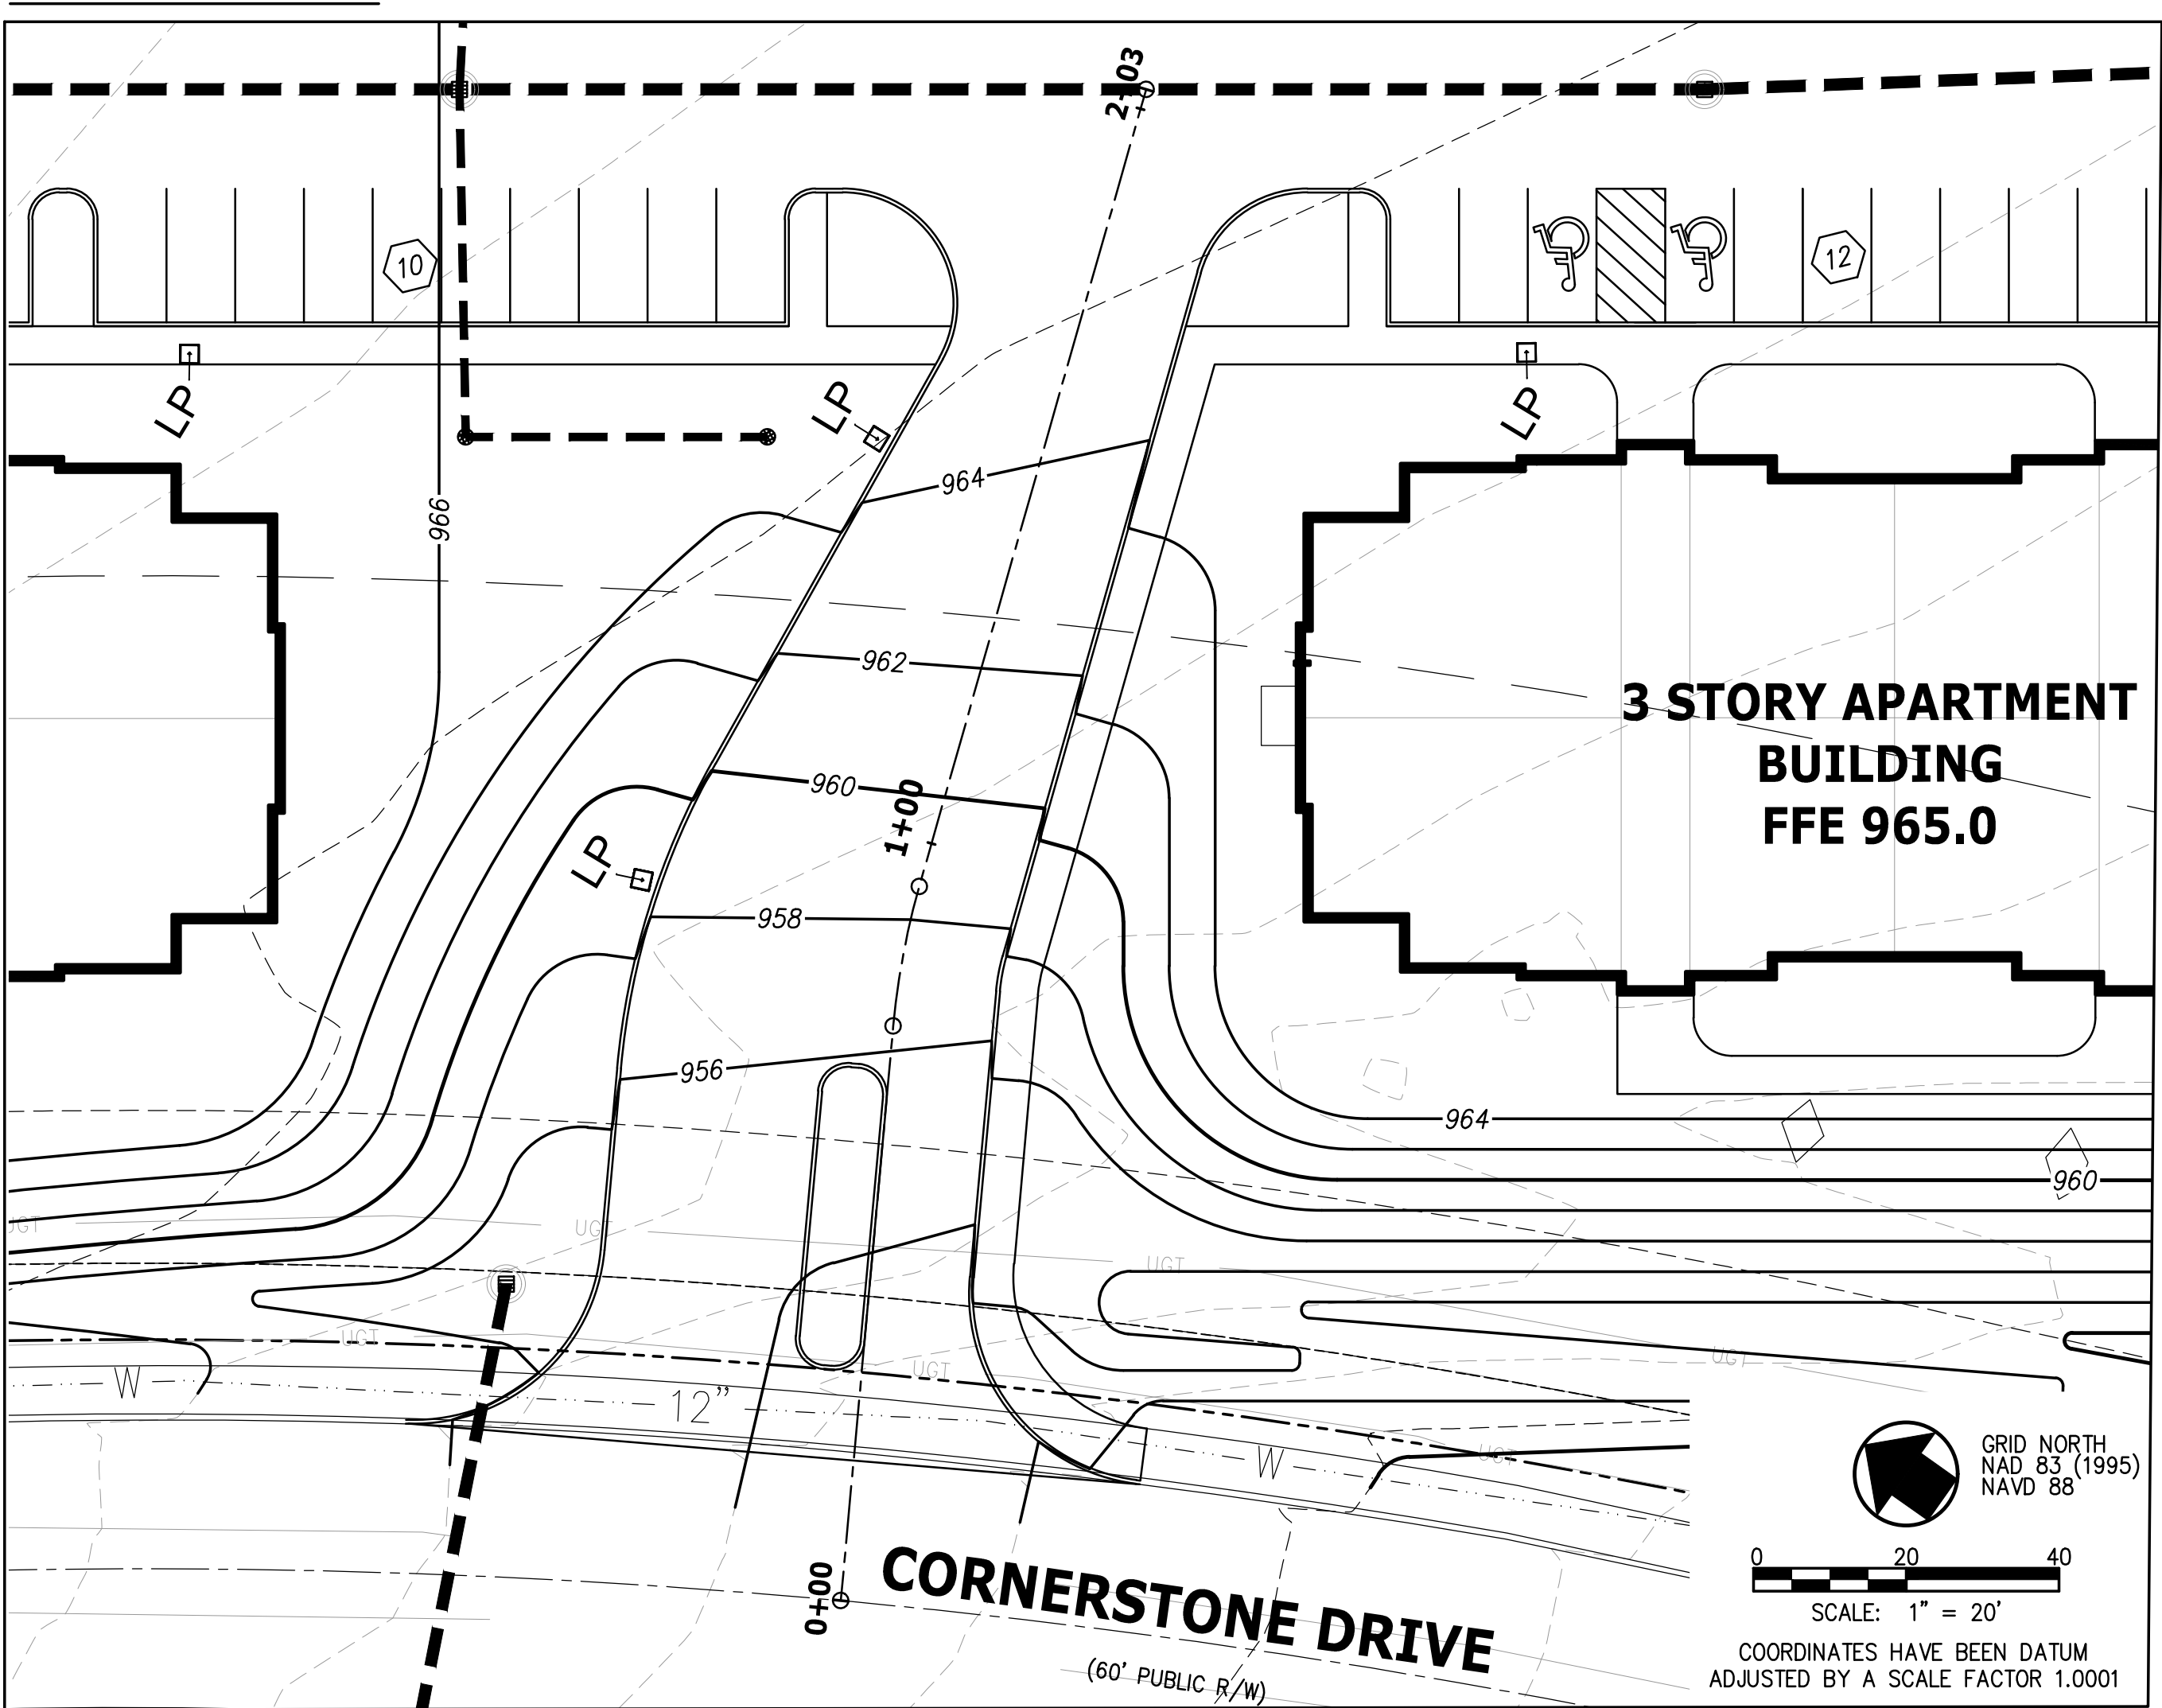 2+03
10
12
LP
LP
LP
964
966
962
3 STORY APARTMENT
BUILDING
FFE 965.0
960
1+00
LP
958
956
964
960
UGT
UGT
UGT
UGT
UGT
UGT
W
12”
W
UGT
GRID NORTH
NAD 83 (1995)
NAVD 88
0+00
CORNERSTONE DRIVE
(60' PUBLIC R/W)
0 20 40
SCALE: 1” = 20'
COORDINATES HAVE BEEN DATUM
ADJUSTED BY A SCALE FACTOR 1.0001